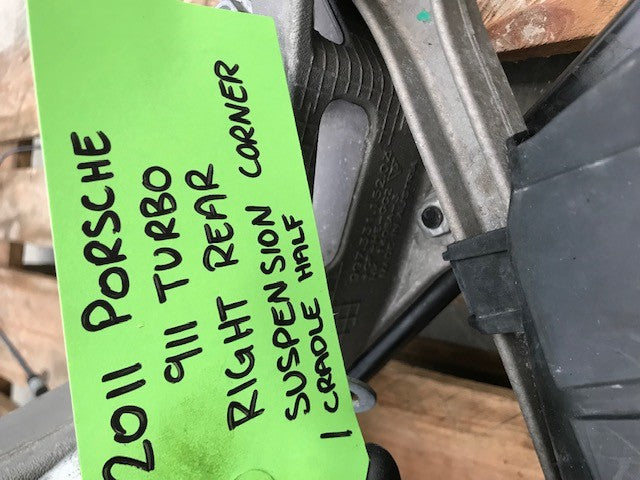 2011 PORSCHE
911 TURBO
RIGHT REAR
SUSPENSION CORNER
1 CRADLE HALF